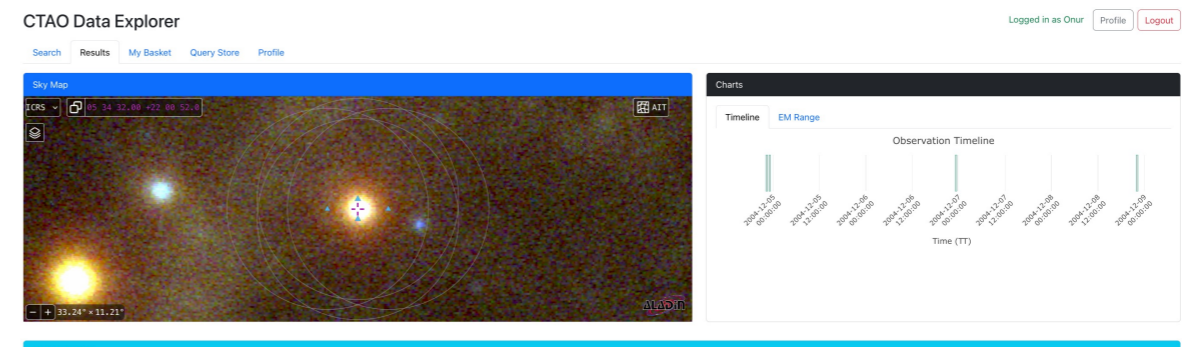 CTAO Data Explorer
Logged in as Onur
Profile
Logout
Search
Results
My Basket
Query Store
Profile
Sky Map
ICRS
05 34 32.00 +22 00 52.0
AIT
33.24" × 11.21"
ALADIN
Charts
Timeline
EM Range
Observation Timeline
2004-12-05
00:00:00
2004-12-05
12:00:00
2004-12-06
00:00:00
2004-12-06
12:00:00
2004-12-07
00:00:00
2004-12-07
12:00:00
2004-12-08
00:00:00
2004-12-08
12:00:00
2004-12-09
00:00:00
Time (TT)